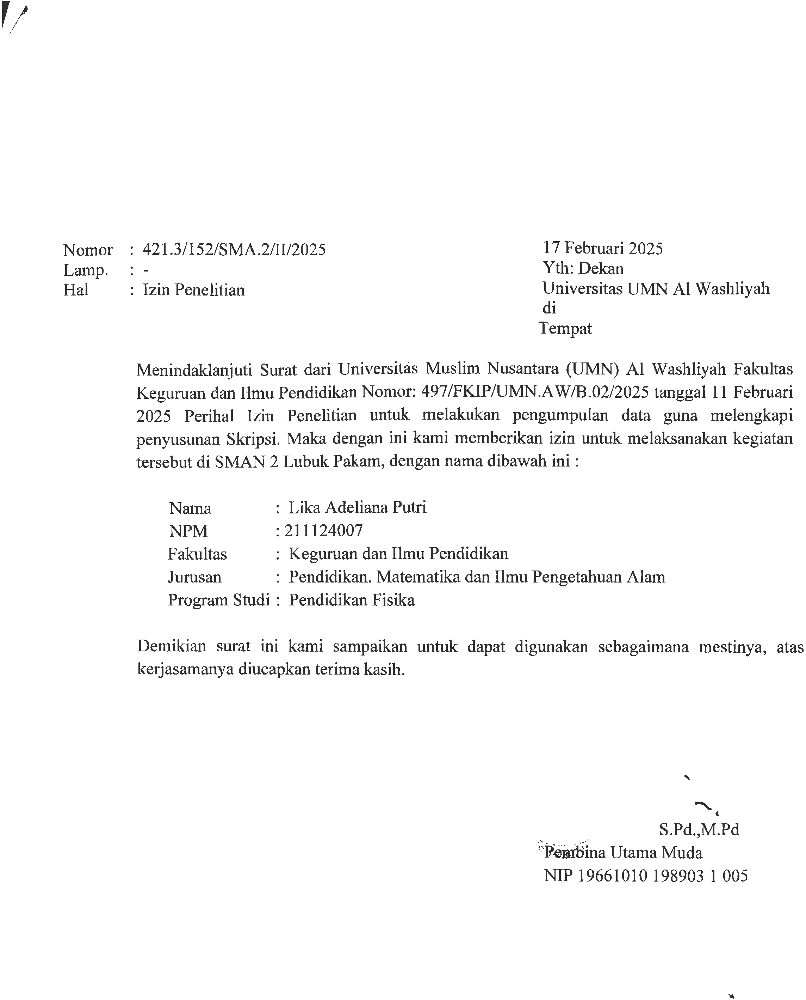 Nomor : 421.3/152/SMA.2/II/2025
Lamp. : -
Hal : Izin Penelitian
17 Februari 2025
Yth: Dekan
Universitas UMN Al Washliyah
di
Tempat
Menindaklanjuti Surat dari Universitas Muslim Nusantara (UMN) Al Washliyah Fakultas
Keguruan dan Ilmu Pendidikan Nomor: 497/FKIP/UMN.AW/B.02/2025 tanggal 11 Februari
2025 Perihal Izin Penelitian untuk melakukan pengumpulan data guna melengkapi
penyusunan Skripsi. Maka dengan ini kami memberikan izin untuk melaksanakan kegiatan
tersebut di SMAN 2 Lubuk Pakam, dengan nama dibawah ini :
Nama : Lika Adeliana Putri
NPM : 211124007
Fakultas : Keguruan dan Ilmu Pendidikan
Jurusan : Pendidikan. Matematika dan Ilmu Pengetahuan Alam
Program Studi : Pendidikan Fisika
Demikian surat ini kami sampaikan untuk dapat digunakan sebagaimana mestinya, atas
kerjasamanya diucapkan terima kasih.
S.Pd.,M.Pd
Pembina Utama Muda
NIP 19661010 198903 1 005